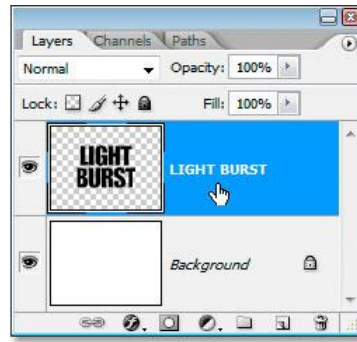 Layers Channels Paths
Normal Opacity: 100%
Lock: Fill: 100%
LIGHT
BURST
LIGHT BURST
Background